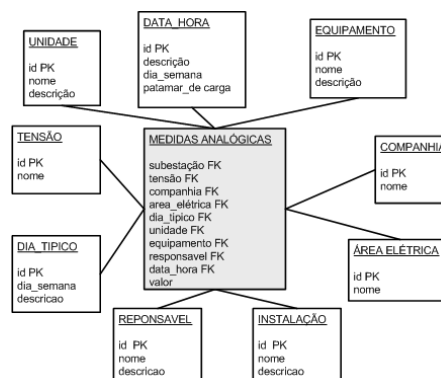 UNIDADE
id PK
nome
descrição
DATA_HORA
id PK
descrição
dia_semana
patamar_de carga
EQUIPAMENTO
id PK
nome
descrição
TENSÃO
id PK
nome
MEDIDAS ANALÓGICAS
subestação FK
tensão FK
companhia FK
area_elétrica FK
dia_tipico FK
unidade FK
equipamento FK
responsavel FK
data_hora FK
valor
COMPANHIA
id PK
nome
DIA_TIPICO
id PK
dia_semana
descricao
ÁREA ELÉTRICA
id PK
nome
REPONSAVEL
id PK
nome
descricao
INSTALAÇÃO
id PK
nome
descricao